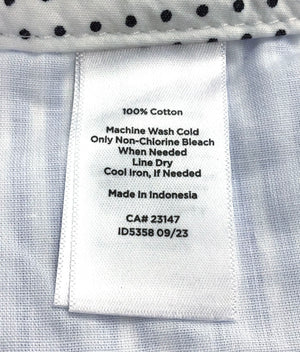 100% Cotton
Machine Wash Cold
Only Non-Chlorine Bleach
When Needed
Line Dry
Cool Iron, If Needed
Made In Indonesia
CA# 23147
ID5358 09/23